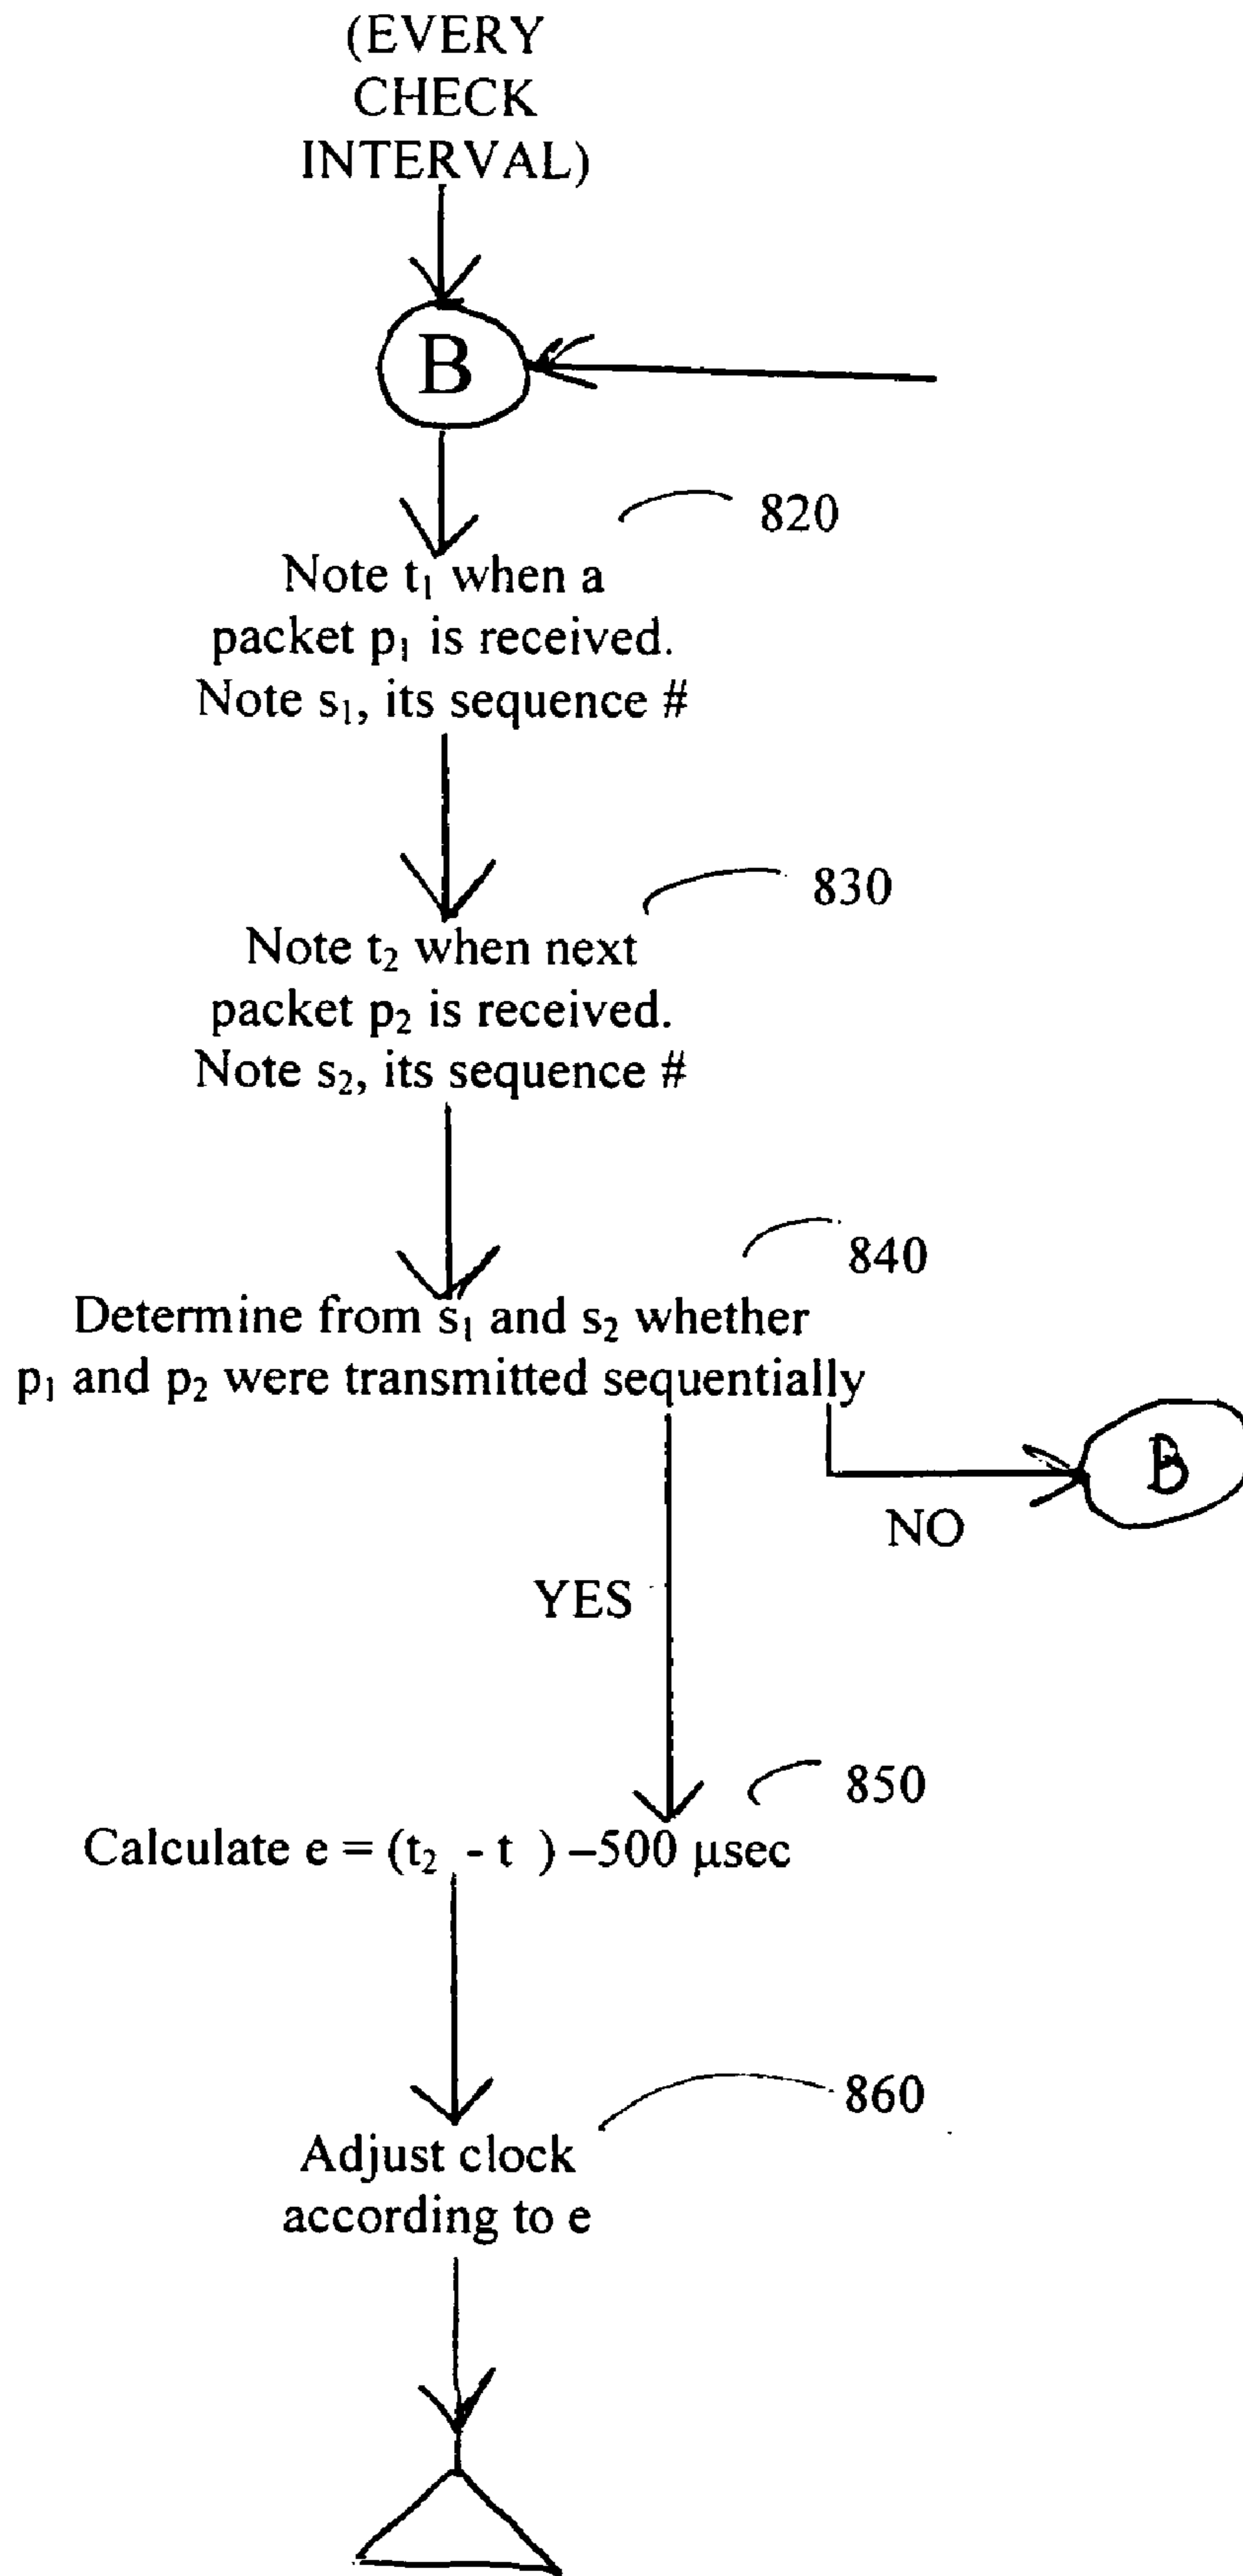 (EVERY
CHECK
INTERVAL)
B
820
Note t₁ when a
packet p₁ is received.
Note s₁, its sequence #
830
Note t₂ when next
packet p₂ is received.
Note s₂, its sequence #
840
Determine from s₁ and s₂ whether
p₁ and p₂ were transmitted sequentially
B
NO
YES
850
Calculate e = (t₂ - t ) –500 μsec
860
Adjust clock
according to e